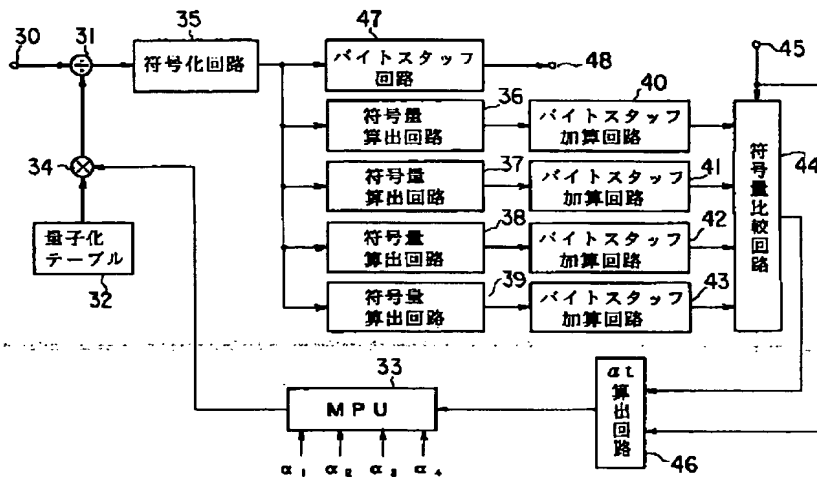 30
31
÷
35
符号化回路
47
バイトスタッフ
回路
48
45
36
符号量
算出回路
40
バイトスタッフ
加算回路
37
符号量
算出回路
41
バイトスタッフ
加算回路
38
符号量
算出回路
42
バイトスタッフ
加算回路
39
符号量
算出回路
43
バイトスタッフ
加算回路
符号量比較回路
44
34
量子化
テーブル
32
33
MPU
α1 α2 α3 α4
αt
算出回路
46